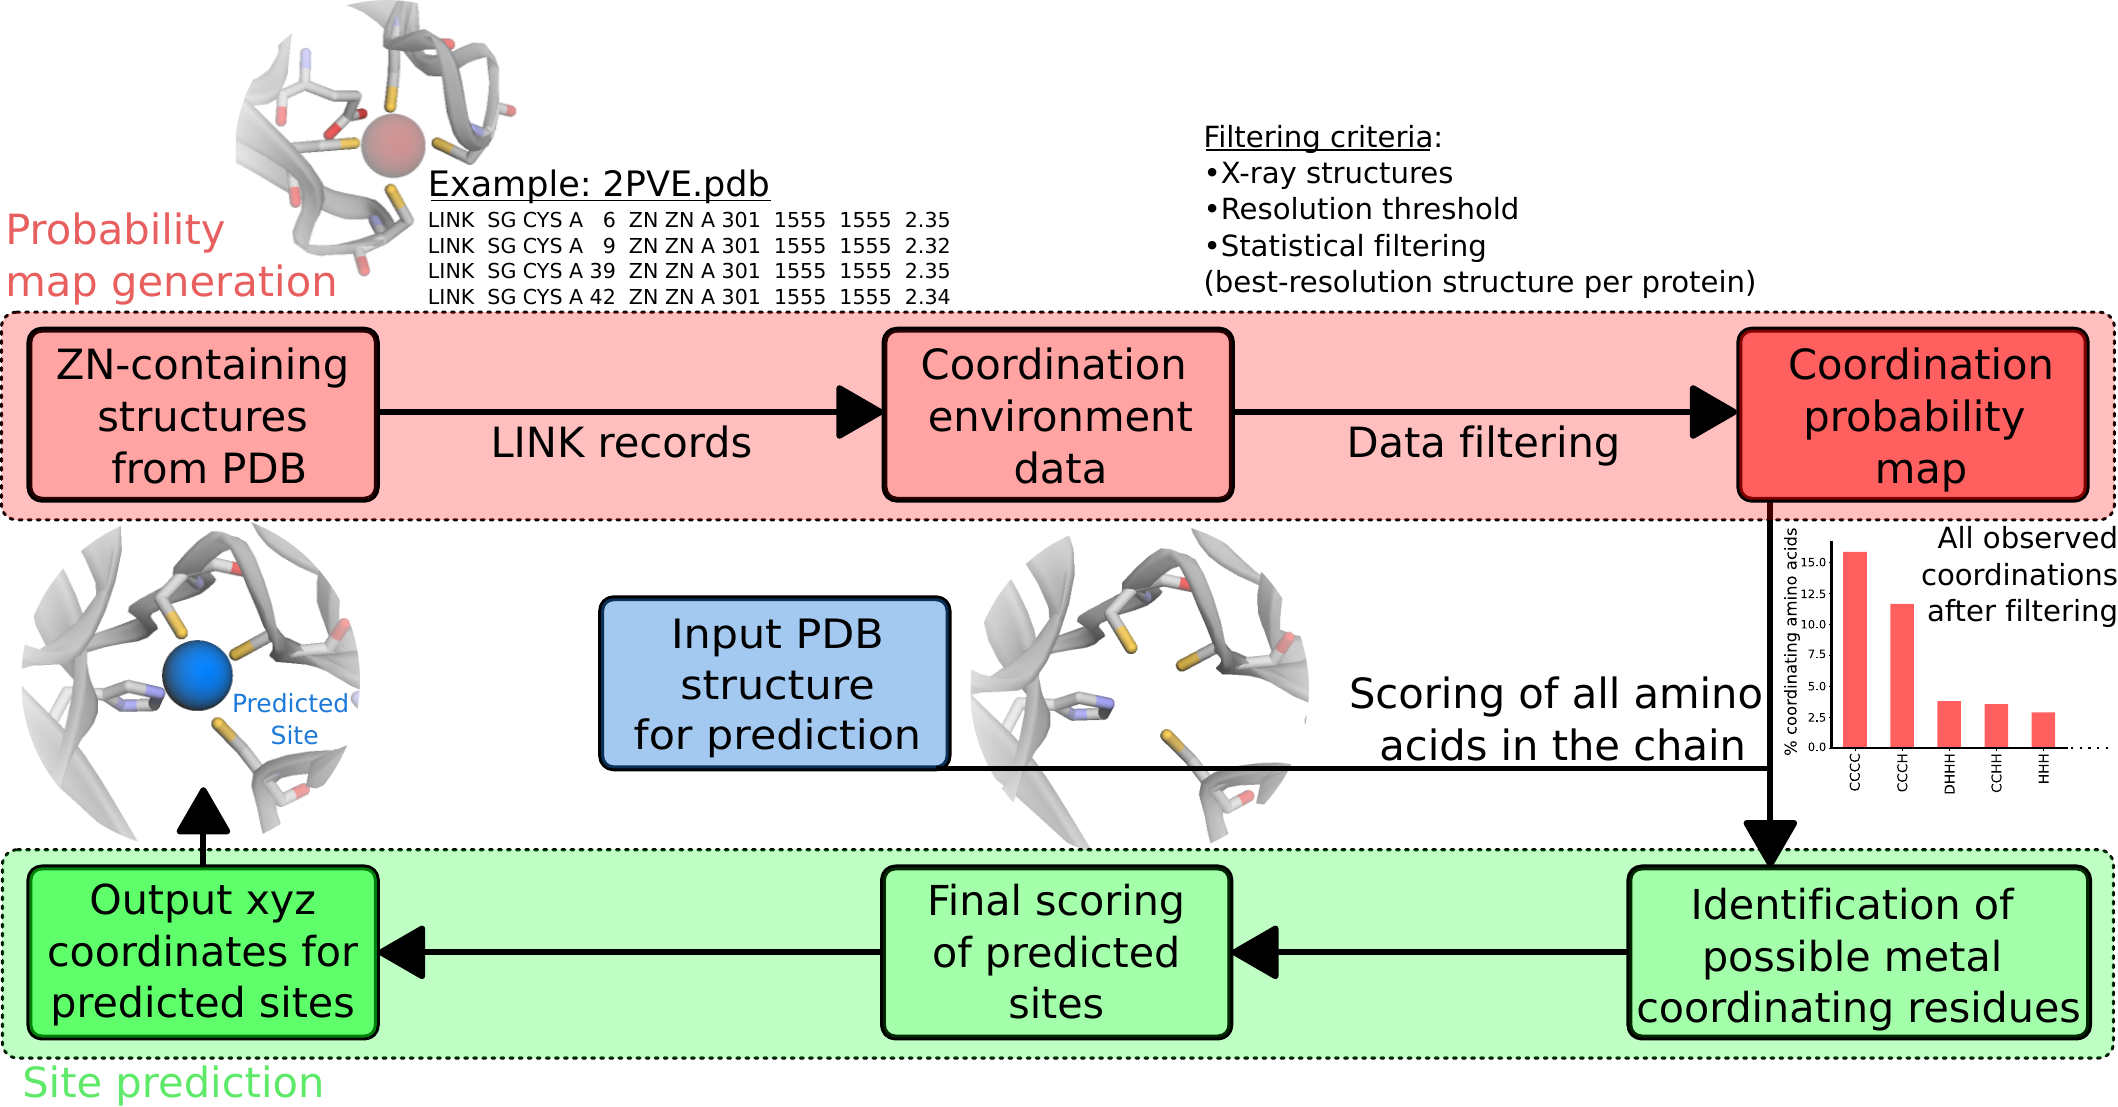 Example: 2PVE.pdb
LINK SG CYS A 6 ZN ZN A 301 1555 1555 2.35
LINK SG CYS A 9 ZN ZN A 301 1555 1555 2.32
LINK SG CYS A 39 ZN ZN A 301 1555 1555 2.35
LINK SG CYS A 42 ZN ZN A 301 1555 1555 2.34
Filtering criteria:
•X-ray structures
•Resolution threshold
•Statistical filtering
(best-resolution structure per protein)
Probability
map generation
ZN-containing
structures
from PDB
LINK records
Coordination
environment
data
Data filtering
Coordination
probability
map
All observed
coordinations
after filtering
% coordinating amino acids
15.0
12.5
10.0
7.5
5.0
2.5
0.0
CCCC
CCCH
DHHH
CCHH
HHH
Input PDB
structure
for prediction
Scoring of all amino
acids in the chain
Predicted
Site
Identification of
possible metal
coordinating residues
Final scoring
of predicted
sites
Output xyz
coordinates for
predicted sites
Site prediction